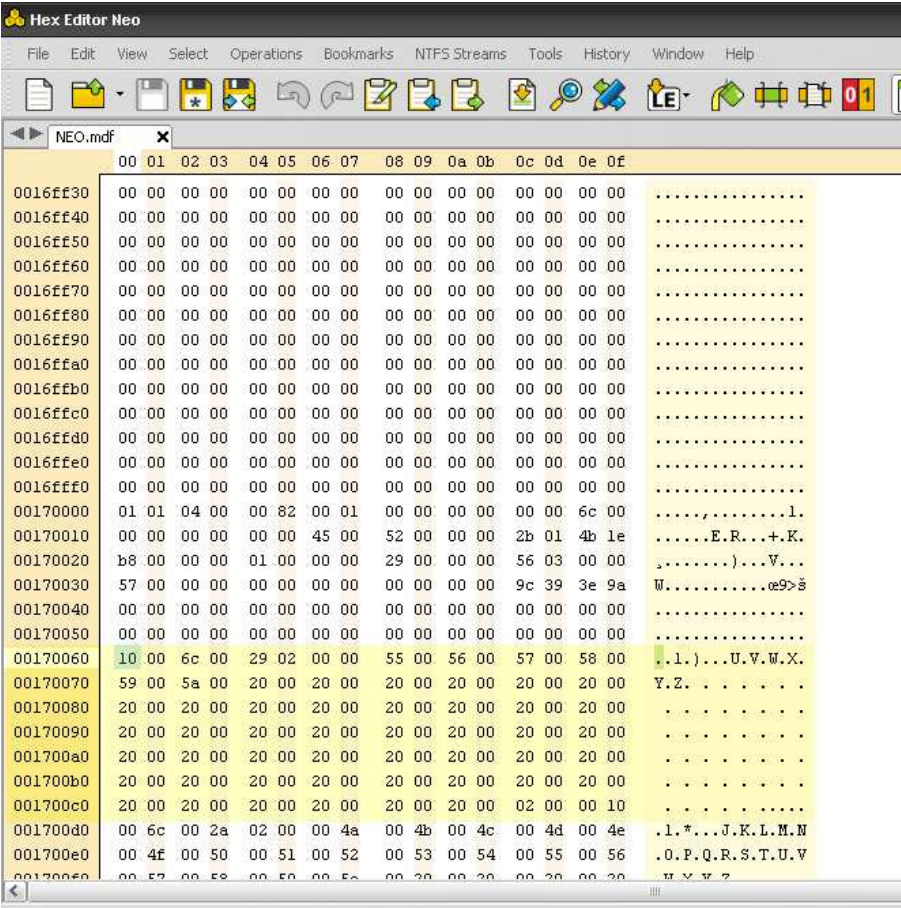 Hex Editor Neo
File Edit View Select Operations Bookmarks NTFS Streams Tools History Window Help
LE 01
NEO.mdf x
00 01 02 03 04 05 06 07 08 09 0a 0b 0c 0d 0e 0f
0016ff30 00 00 00 00 00 00 00 00 00 00 00 00 00 00 00 00 ................
0016ff40 00 00 00 00 00 00 00 00 00 00 00 00 00 00 00 00 ................
0016ff50 00 00 00 00 00 00 00 00 00 00 00 00 00 00 00 00 ................
0016ff60 00 00 00 00 00 00 00 00 00 00 00 00 00 00 00 00 ................
0016ff70 00 00 00 00 00 00 00 00 00 00 00 00 00 00 00 00 ................
0016ff80 00 00 00 00 00 00 00 00 00 00 00 00 00 00 00 00 ................
0016ff90 00 00 00 00 00 00 00 00 00 00 00 00 00 00 00 00 ................
0016ffa0 00 00 00 00 00 00 00 00 00 00 00 00 00 00 00 00 ................
0016ffb0 00 00 00 00 00 00 00 00 00 00 00 00 00 00 00 00 ................
0016ffc0 00 00 00 00 00 00 00 00 00 00 00 00 00 00 00 00 ................
0016ffd0 00 00 00 00 00 00 00 00 00 00 00 00 00 00 00 00 ................
0016ffe0 00 00 00 00 00 00 00 00 00 00 00 00 00 00 00 00 ................
0016fff0 00 00 00 00 00 00 00 00 00 00 00 00 00 00 00 00 ................
00170000 01 01 04 00 00 82 00 01 00 00 00 00 00 00 6c 00 .....‚........l.
00170010 00 00 00 00 00 00 45 00 52 00 00 00 2b 01 4b 1e ......E.R...+.K.
00170020 b8 00 00 00 01 00 00 00 29 00 00 00 56 03 00 00 ¸.......)...V...
00170030 57 00 00 00 00 00 00 00 00 00 00 00 9c 39 3e 9a W...........œ9>š
00170040 00 00 00 00 00 00 00 00 00 00 00 00 00 00 00 00 ................
00170050 00 00 00 00 00 00 00 00 00 00 00 00 00 00 00 00 ................
00170060 10 00 6c 00 29 02 00 00 55 00 56 00 57 00 58 00 ..l.)...U.V.W.X.
00170070 59 00 5a 00 20 00 20 00 20 00 20 00 20 00 20 00 Y.Z. . . . . . .
00170080 20 00 20 00 20 00 20 00 20 00 20 00 20 00 20 00 . . . . . . . .
00170090 20 00 20 00 20 00 20 00 20 00 20 00 20 00 20 00 . . . . . . . .
001700a0 20 00 20 00 20 00 20 00 20 00 20 00 20 00 20 00 . . . . . . . .
001700b0 20 00 20 00 20 00 20 00 20 00 20 00 20 00 20 00 . . . . . . . .
001700c0 20 00 20 00 20 00 20 00 20 00 20 00 02 00 00 10 . . . . . .....
001700d0 00 6c 00 2a 02 00 00 4a 00 4b 00 4c 00 4d 00 4e .l.*...J.K.L.M.N
001700e0 00 4f 00 50 00 51 00 52 00 53 00 54 00 55 00 56 .O.P.Q.R.S.T.U.V